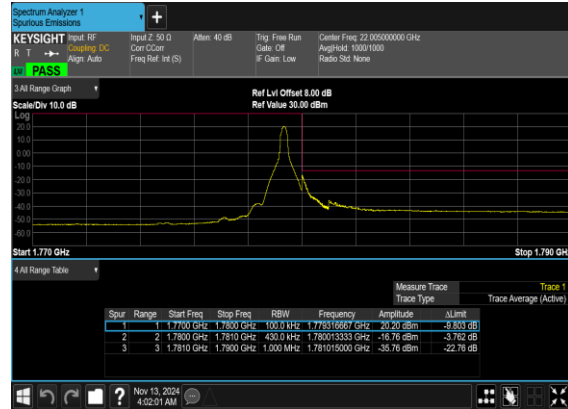 Spectrum Analyzer 1
Spurious Emissions
KEYSIGHT
R T
LW PASS
Input: RF
Coupling: DC
Align: Auto
Input Z: 50 Ω
Corr CCorr
Freq Ref: Int (S)
Atten: 40 dB
Trig: Free Run
Gate: Off
IF Gain: Low
Center Freq: 22.005000000 GHz
Avg|Hold: 1000/1000
Radio Std: None
3 All Range Graph
Scale/Div 10.0 dB
Ref Lvl Offset 8.00 dB
Ref Value 30.00 dBm
Log
20.0
10.0
0.00
-10.0
-20.0
-30.0
-40.0
-50.0
-60.0
Start 1.770 GHz
Stop 1.790 GHz
4 All Range Table
Measure Trace Trace 1
Trace Type Trace Average (Active)
Spur Range Start Freq Stop Freq RBW Frequency Amplitude ΔLimit
1 1 1.7700 GHz 1.7800 GHz 100.0 kHz 1.779316667 GHz 20.20 dBm -9.803 dB
2 2 1.7800 GHz 1.7810 GHz 430.0 kHz 1.780013333 GHz -16.76 dBm -3.762 dB
3 3 1.7810 GHz 1.7900 GHz 1.000 MHz 1.781015000 GHz -35.76 dBm -22.76 dB
?
Nov 13, 2024
4:02:01 AM